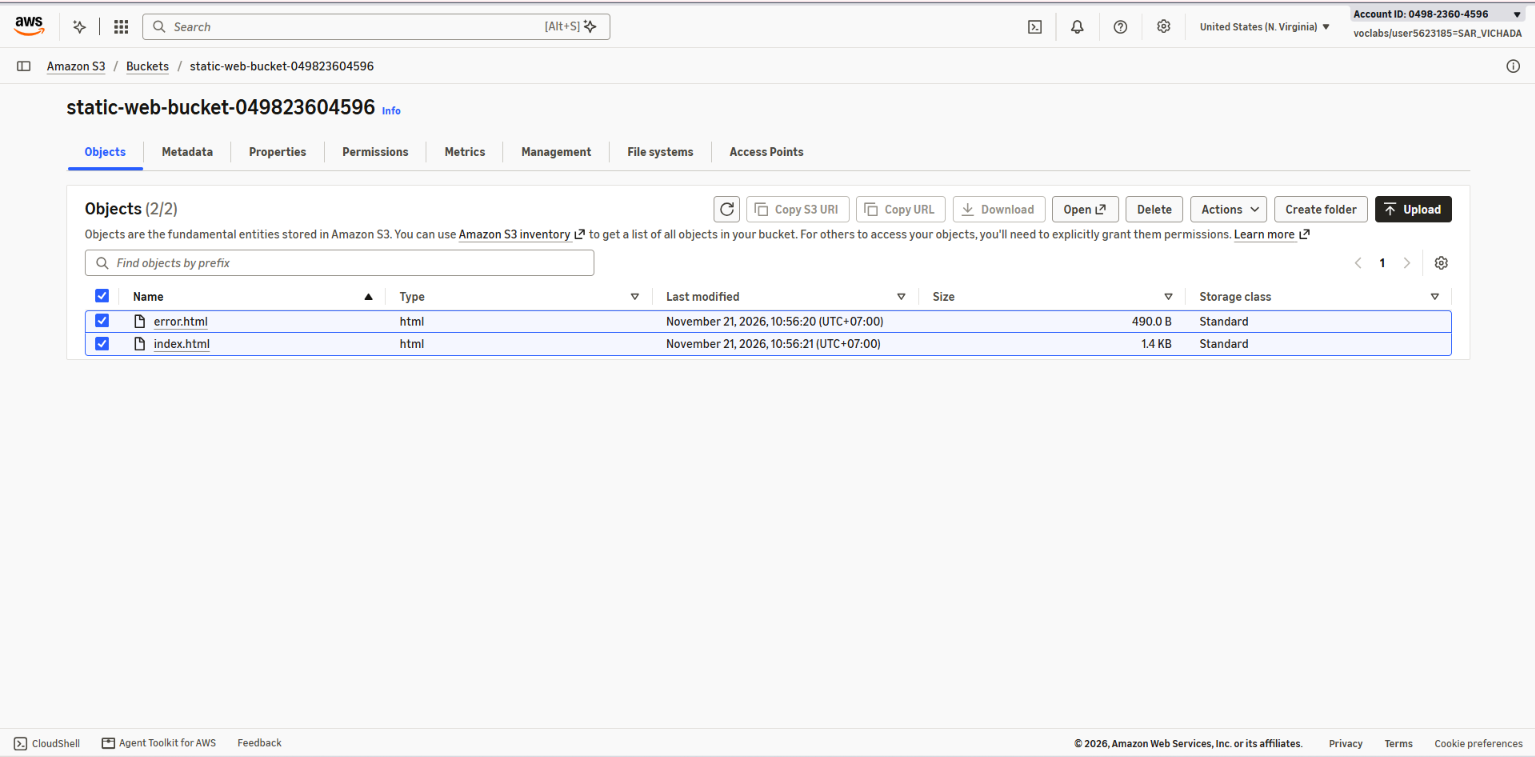 aws
Search [Alt+S]
United States (N. Virginia)
Account ID: 0498-2360-4596
voclabs/user5623185=SAR_VICHADA
Amazon S3 / Buckets / static-web-bucket-049823604596
static-web-bucket-049823604596 Info
Objects Metadata Properties Permissions Metrics Management File systems Access Points
Objects (2/2)
Copy S3 URI Copy URL Download Open Delete Actions Create folder Upload
Objects are the fundamental entities stored in Amazon S3. You can use Amazon S3 inventory to get a list of all objects in your bucket. For others to access your objects, you'll need to explicitly grant them permissions. Learn more
Find objects by prefix
1
Name Type Last modified Size Storage class
error.html html November 21, 2026, 10:56:20 (UTC+07:00) 490.0 B Standard
index.html html November 21, 2026, 10:56:21 (UTC+07:00) 1.4 KB Standard
CloudShell Agent Toolkit for AWS Feedback © 2026, Amazon Web Services, Inc. or its affiliates. Privacy Terms Cookie preferences